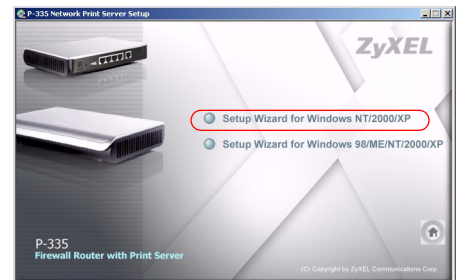 P-335 Network Print Server Setup
ZyXEL
Setup Wizard for Windows NT/2000/XP
Setup Wizard for Windows 98/ME/NT/2000/XP
P-335
Firewall Router with Print Server
(C) Copyright by ZyXEL Communications Corp.